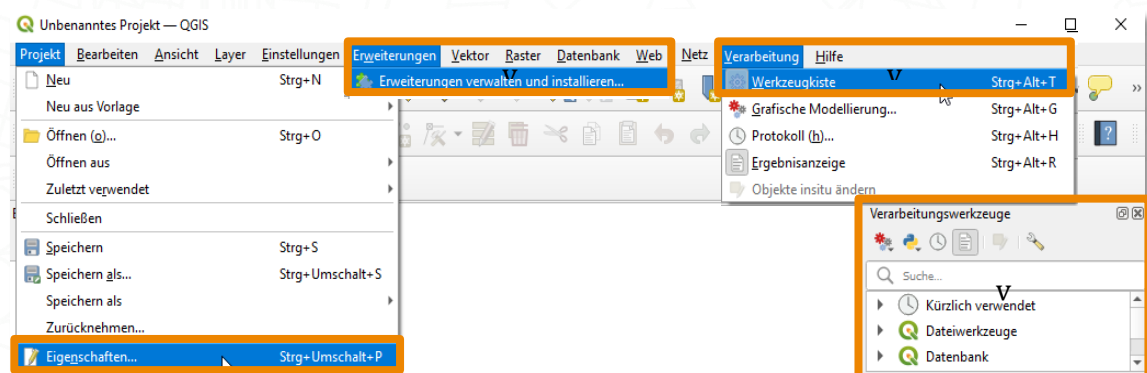 Unbenanntes Projekt — QGIS
Projekt Bearbeiten Ansicht Layer Einstellungen Erweiterungen Vektor Raster Datenbank Web Netz Verarbeitung Hilfe
Neu Strg+N
Neu aus Vorlage
Öffnen (o)... Strg+O
Öffnen aus
Zuletzt verwendet
Schließen
Speichern Strg+S
Speichern als... Strg+Umschalt+S
Speichern als
Zurücknehmen...
Eigenschaften... Strg+Umschalt+P
Erweiterungen verwalten und installieren...
v
Werkzeugkiste Strg+Alt+T
v
Grafische Modellierung... Strg+Alt+G
Protokoll (h)... Strg+Alt+H
Ergebnisanzeige Strg+Alt+R
Objekte insitu ändern
Verarbeitungswerkzeuge
Suche...
v
Kürzlich verwendet
Dateiwerkzeuge
Datenbank